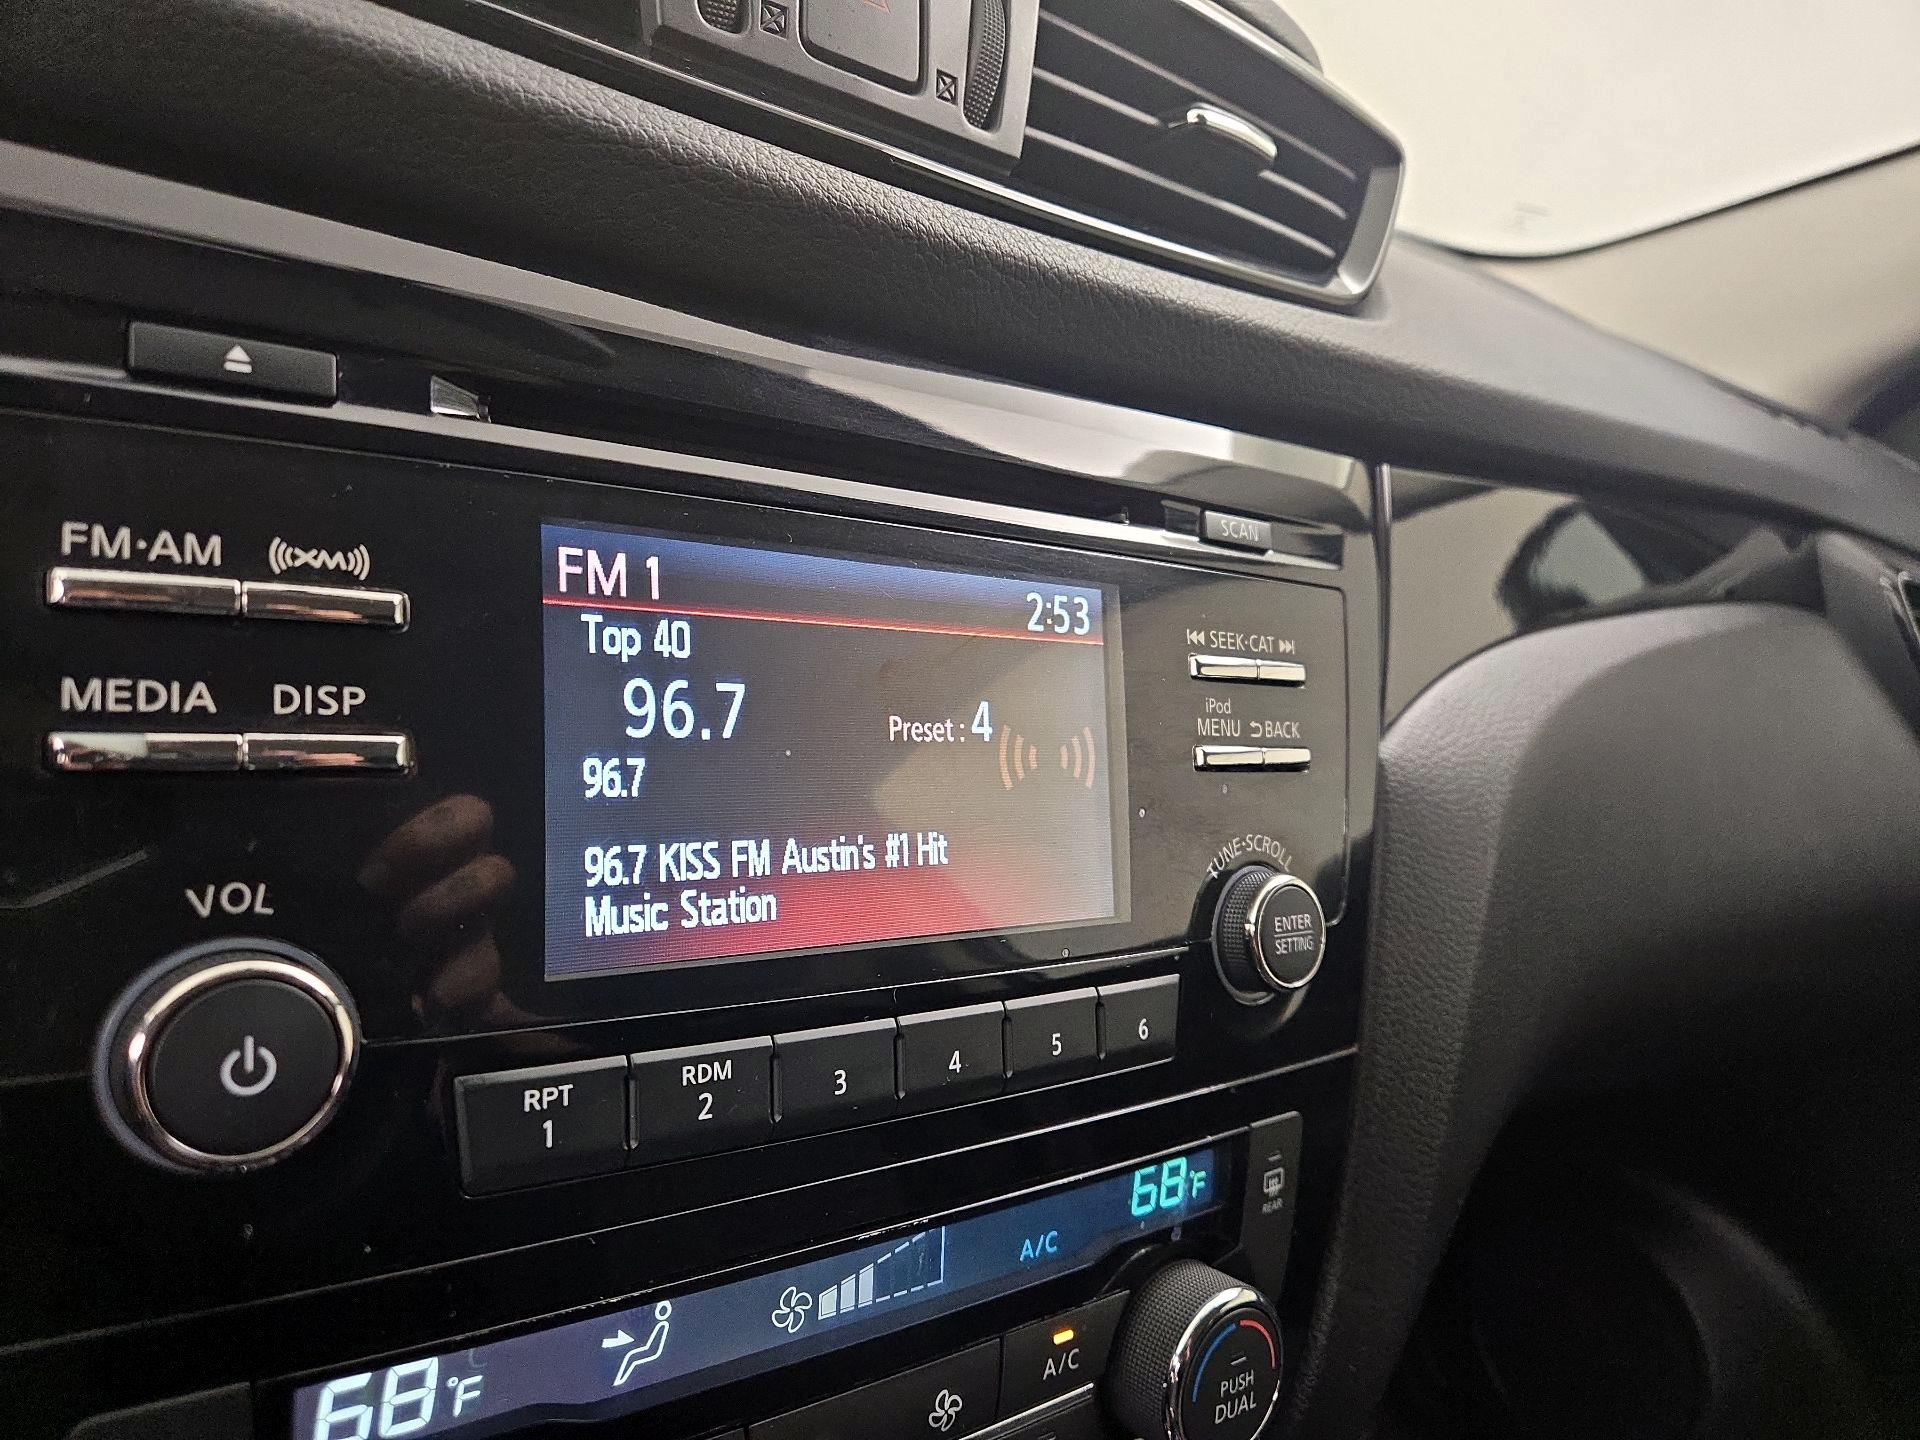 SCAN
FM·AM
XM
FM 1
2:53
Top 40
SEEK·CAT
96.7
Preset : 4
iPod
MENU BACK
MEDIA
DISP
96.7
96.7 KISS FM Austin's #1 Hit
Music Station
TUNE·SCROLL
ENTER
SETTING
VOL
RPT
1
RDM
2
3
4
5
6
68°F
REAR
A/C
68°F
A/C
PUSH
DUAL